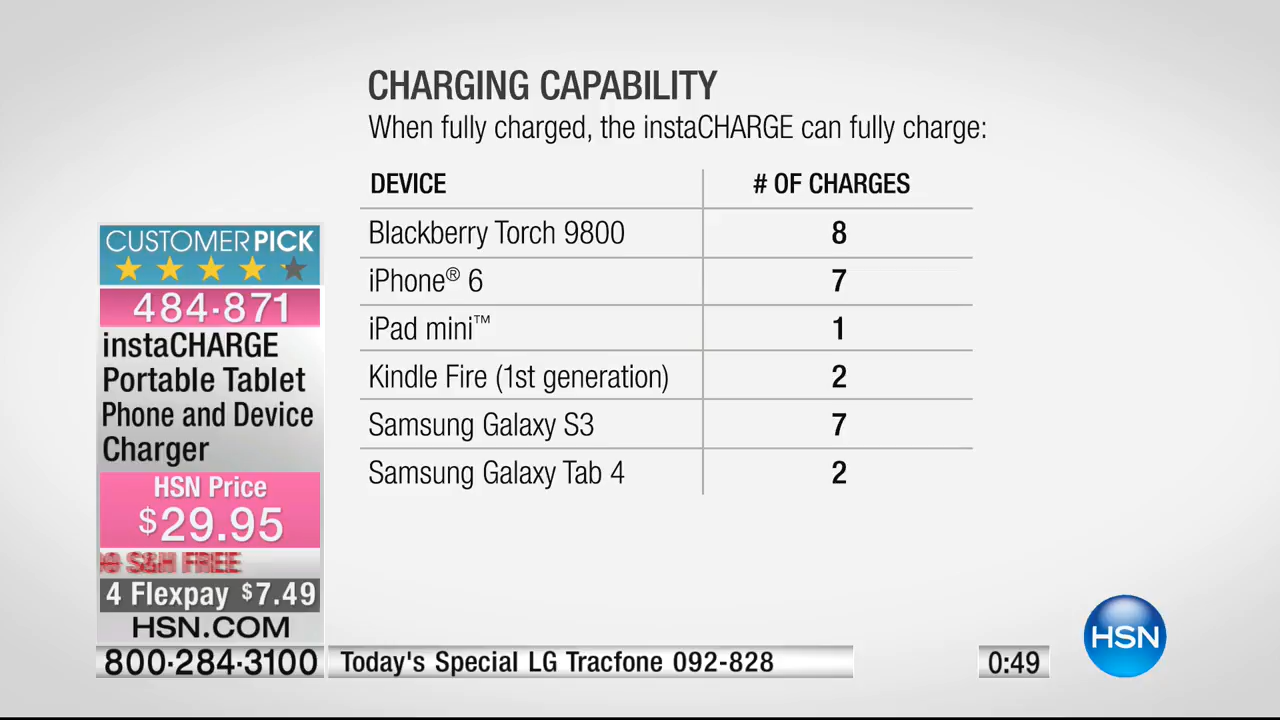 CHARGING CAPABILITY
When fully charged, the instaCHARGE can fully charge:
DEVICE # OF CHARGES
Blackberry Torch 9800 8
iPhone® 6 7
iPad mini™ 1
Kindle Fire (1st generation) 2
Samsung Galaxy S3 7
Samsung Galaxy Tab 4 2
CUSTOMER PICK
484-871
instaCHARGE
Portable Tablet
Phone and Device
Charger
HSN Price
$29.95
S&H FREE
4 Flexpay $7.49
HSN.COM
800-284-3100
Today's Special LG Tracfone 092-828
0:49
HSN